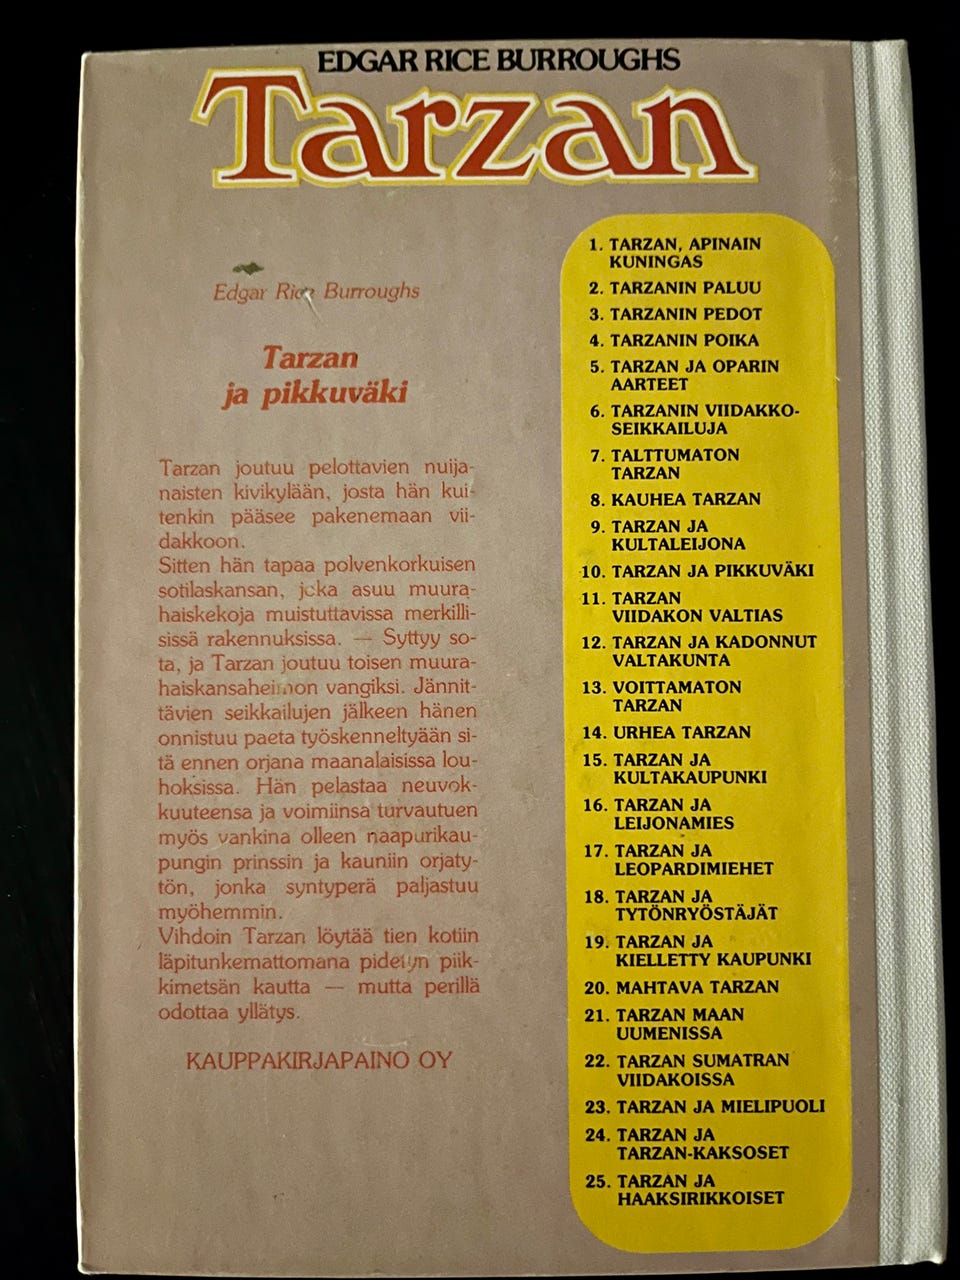 EDGAR RICE BURROUGHS
Tarzan
Edgar Rice Burroughs
Tarzan
ja pikkuväki
Tarzan joutuu pelottavien nuija-
naisten kivikylään, josta hän kui-
tenkin pääsee pakenemaan vii-
dakkoon.
Sitten hän tapaa polvenkorkuisen
sotilaskansan, joka asuu muura-
haiskekoja muistuttavissa merkilli-
sissä rakennuksissa. — Syttyy so-
ta, ja Tarzan joutuu toisen muura-
haiskansaheimon vangiksi. Jännit-
tävien seikkailujen jälkeen hänen
onnistuu paeta työskenneltyään si-
tä ennen orjana maanalaisissa lou-
hoksissa. Hän pelastaa neuvok-
kuuteensa ja voimiinsa turvautuen
myös vankina olleen naapurikau-
pungin prinssin ja kauniin orjaty-
tön, jonka syntyperä paljastuu
myöhemmin.
Vihdoin Tarzan löytää tien kotiin
läpitunkemattomana pidetyn piik-
kimetsän kautta — mutta perillä
odottaa yllätys.
KAUPPAKIRJAPAINO OY
1. TARZAN, APINAIN
KUNINGAS
2. TARZANIN PALUU
3. TARZANIN PEDOT
4. TARZANIN POIKA
5. TARZAN JA OPARIN
AARTEET
6. TARZANIN VIIDAKKO-
SEIKKAILUJA
7. TALTTUMATON
TARZAN
8. KAUHEA TARZAN
9. TARZAN JA
KULTALEIJONA
10. TARZAN JA PIKKUVÄKI
11. TARZAN
VIIDAKON VALTIAS
12. TARZAN JA KADONNUT
VALTAKUNTA
13. VOITTAMATON
TARZAN
14. URHEA TARZAN
15. TARZAN JA
KULTAKAUPUNKI
16. TARZAN JA
LEIJONAMIES
17. TARZAN JA
LEOPARDIMIEHET
18. TARZAN JA
TYTÖNRYÖSTÄJÄT
19. TARZAN JA
KIELLETTY KAUPUNKI
20. MAHTAVA TARZAN
21. TARZAN MAAN
UUMENISSA
22. TARZAN SUMATRAN
VIIDAKOISSA
23. TARZAN JA MIELIPUOLI
24. TARZAN JA
TARZAN-KAKSOSET
25. TARZAN JA
HAAKSIRIKKOISET